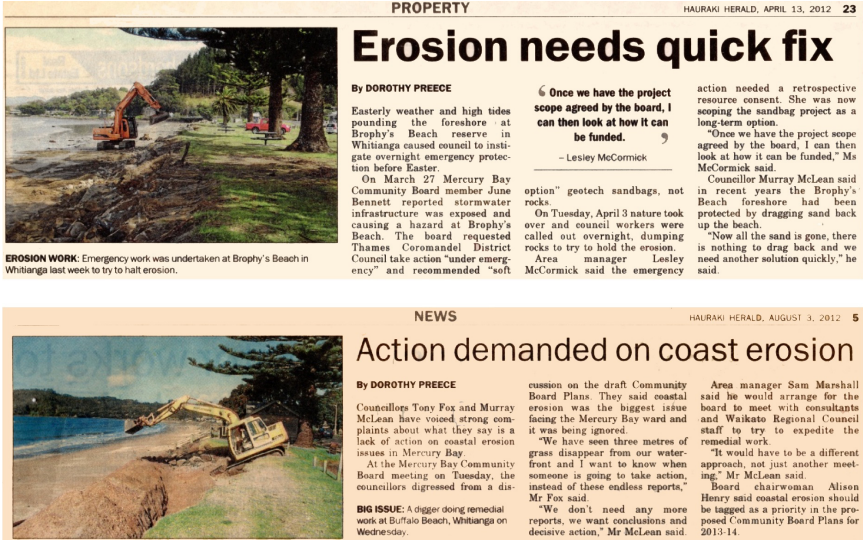 PROPERTY
HAURAKI HERALD, APRIL 13, 2012 23
Erosion needs quick fix
EROSION WORK: Emergency work was undertaken at Brophy's Beach in
Whitianga last week to try to halt erosion.
By DOROTHY PREECE
Easterly weather and high tides
pounding the foreshore at
Brophy's Beach reserve in
Whitianga caused council to insti-
gate overnight emergency protec-
tion before Easter.
On March 27 Mercury Bay
Community Board member June
Bennett reported stormwater
infrastructure was exposed and
causing a hazard at Brophy's
Beach. The board requested
Thames Coromandel District
Council take action "under emerg-
ency" and recommended "soft
‘ Once we have the project
scope agreed by the board, I
can then look at how it can
be funded. ’
– Lesley McCormick
option" geotech sandbags, not
rocks.
On Tuesday, April 3 nature took
over and council workers were
called out overnight, dumping
rocks to try to hold the erosion.
Area manager Lesley
McCormick said the emergency
action needed a retrospective
resource consent. She was now
scoping the sandbag project as a
long-term option.
"Once we have the project scope
agreed by the board, I can then
look at how it can be funded," Ms
McCormick said.
Councillor Murray McLean said
in recent years the Brophy's
Beach foreshore had been
protected by dragging sand back
up the beach.
"Now all the sand is gone, there
is nothing to drag back and we
need another solution quickly," he
said.
NEWS
HAURAKI HERALD, AUGUST 3, 2012 5
Action demanded on coast erosion
By DOROTHY PREECE
Councillors Tony Fox and Murray
McLean have voiced strong com-
plaints about what they say is a
lack of action on coastal erosion
issues in Mercury Bay.
At the Mercury Bay Community
Board meeting on Tuesday, the
councillors digressed from a dis-
BIG ISSUE: A digger doing remedial
work at Buffalo Beach, Whitianga on
Wednesday.
cussion on the draft Community
Board Plans. They said coastal
erosion was the biggest issue
facing the Mercury Bay ward and
it was being ignored.
"We have seen three metres of
grass disappear from our water-
front and I want to know when
someone is going to take action,
instead of these endless reports,"
Mr Fox said.
"We don't need any more
reports, we want conclusions and
decisive action," Mr McLean said.
Area manager Sam Marshall
said he would arrange for the
board to meet with consultants
and Waikato Regional Council
staff to try to expedite the
remedial work.
"It would have to be a different
approach, not just another meet-
ing," Mr McLean said.
Board chairwoman Alison
Henry said coastal erosion should
be tagged as a priority in the pro-
posed Community Board Plans for
2013-14.